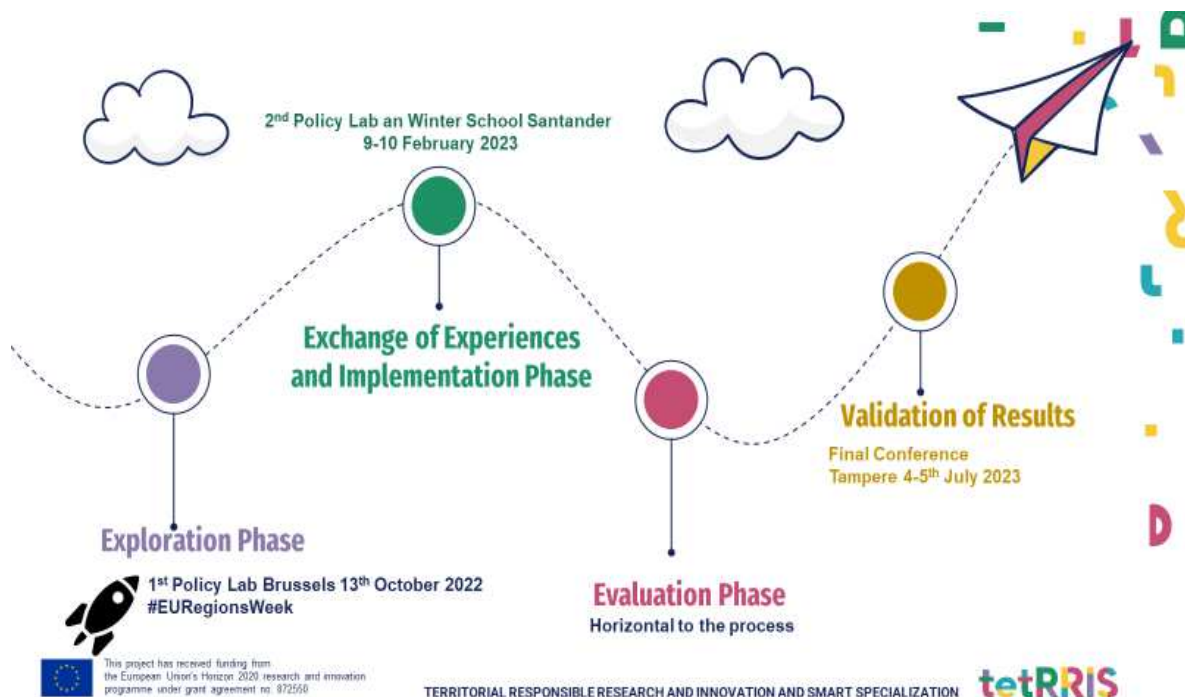 2nd Policy Lab an Winter School Santander
9-10 February 2023
Exchange of Experiences
and Implementation Phase
Validation of Results
Final Conference
Tampere 4-5th July 2023
Exploration Phase
1st Policy Lab Brussels 13th October 2022
#EURegionsWeek
Evaluation Phase
Horizontal to the process
This project has received funding from
the European Union's Horizon 2020 research and innovation
programme under grant agreement no. 872550
TERRITORIAL RESPONSIBLE RESEARCH AND INNOVATION AND SMART SPECIALIZATION
tetRRIS